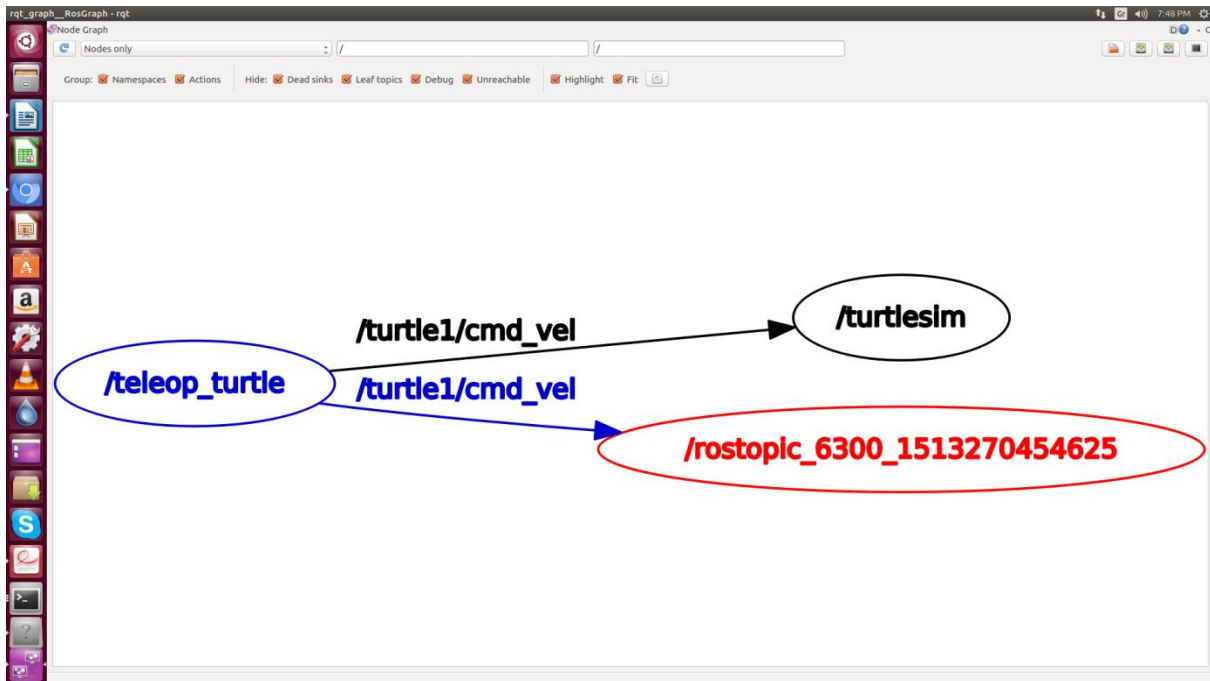 rqt_graph__RosGraph - rqt
Gr 7:48 PM
Node Graph
D - O
Nodes only / /
Group: Namespaces Actions Hide: Dead sinks Leaf topics Debug Unreachable Highlight Fit
/turtlesim
/turtle1/cmd_vel
/teleop_turtle
/turtle1/cmd_vel
/rostopic_6300_1513270454625